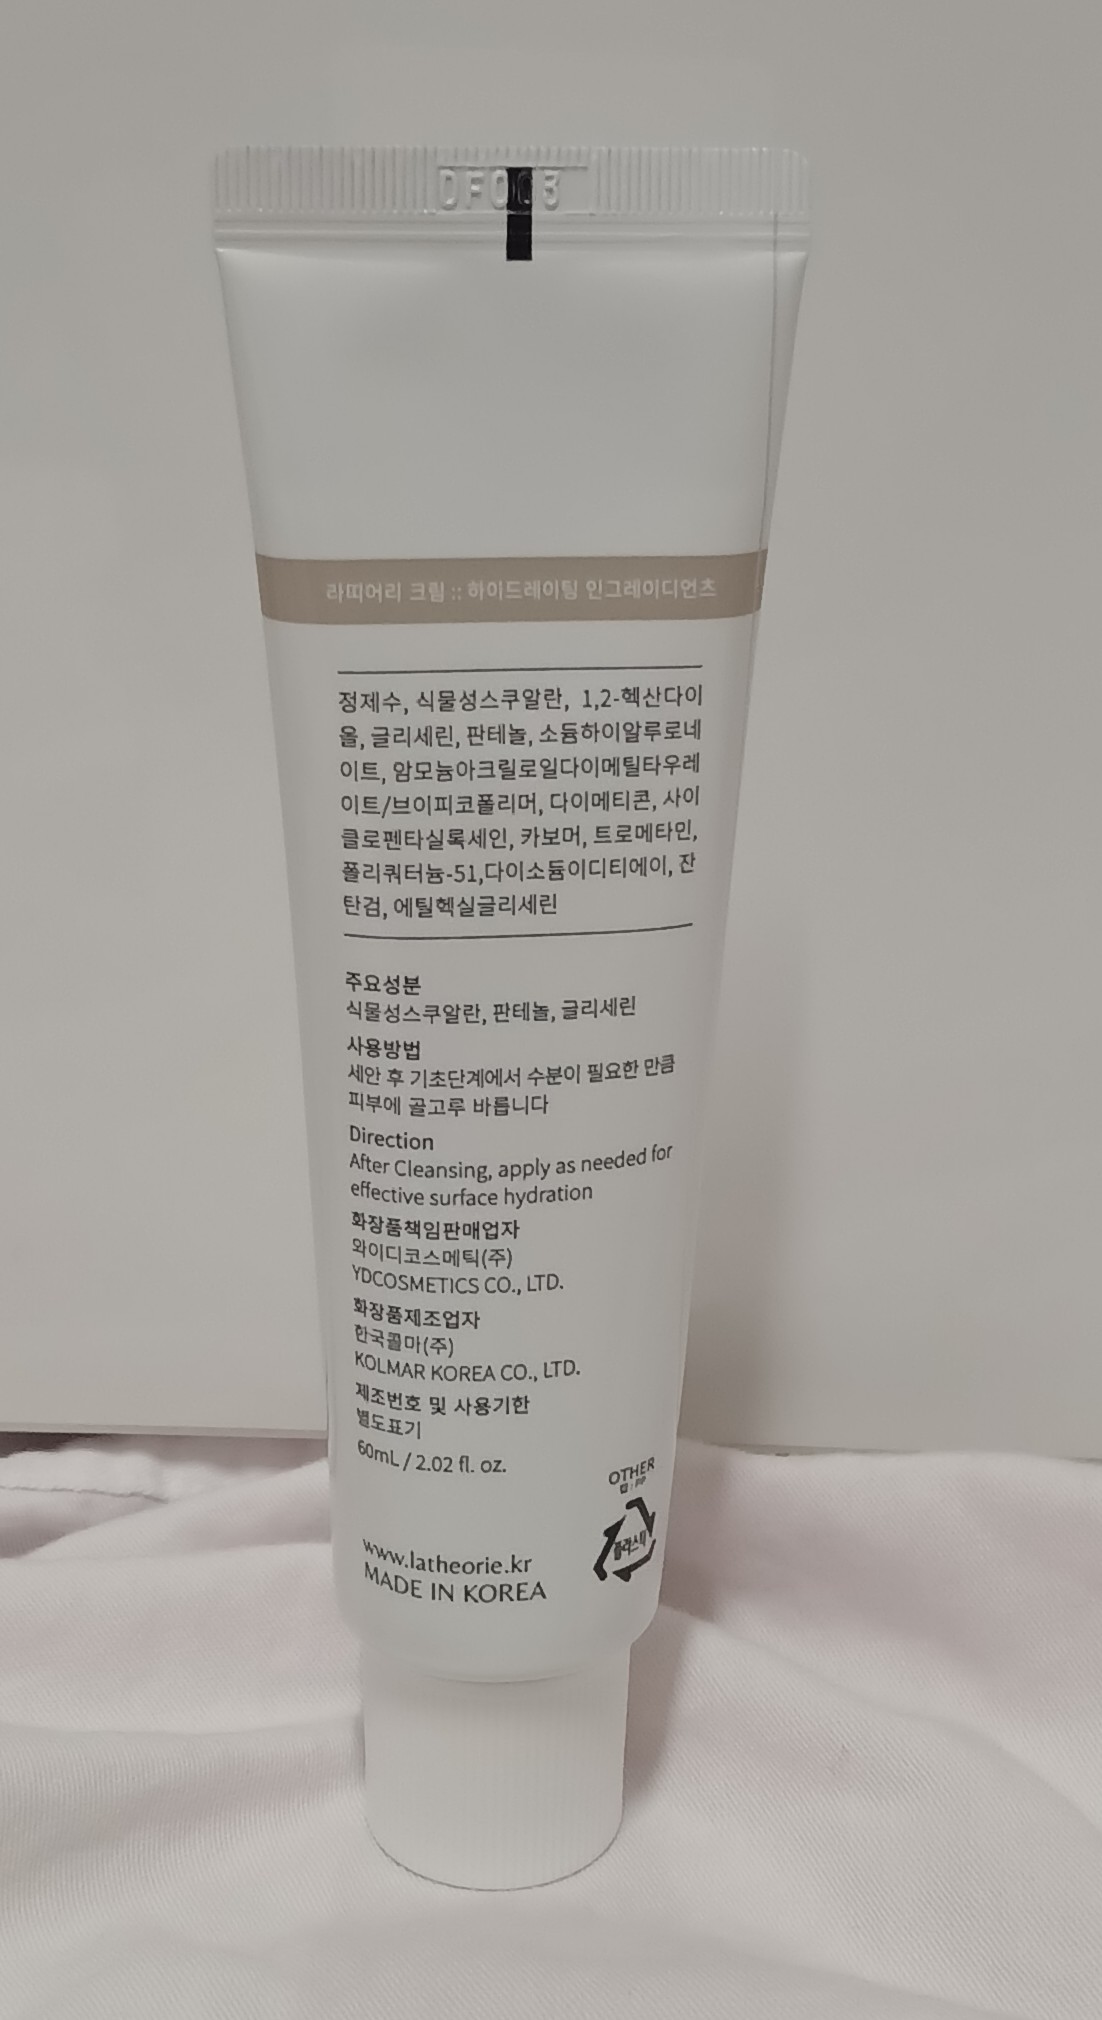 DF003
라띠어리 크림 :: 하이드레이팅 인그레이디언츠
정제수, 식물성스쿠알란, 1,2-헥산다이
올, 글리세린, 판테놀, 소듐하이알루로네
이트, 암모늄아크릴로일다이메틸타우레
이트/브이피코폴리머, 다이메티콘, 사이
클로펜타실록세인, 카보머, 트로메타민,
폴리쿼터늄-51,다이소듐이디티에이, 잔
탄검, 에틸헥실글리세린
주요성분
식물성스쿠알란, 판테놀, 글리세린
사용방법
세안 후 기초단계에서 수분이 필요한 만큼
피부에 골고루 바릅니다
Direction
After Cleansing, apply as needed for
effective surface hydration
화장품책임판매업자
와이디코스메틱(주)
YDCOSMETICS CO., LTD.
화장품제조업자
한국콜마(주)
KOLMAR KOREA CO., LTD.
제조번호 및 사용기한
별도표기
60mL / 2.02 fl. oz.
OTHER
캡 : PP
플라스틱
www.latheorie.kr
MADE IN KOREA